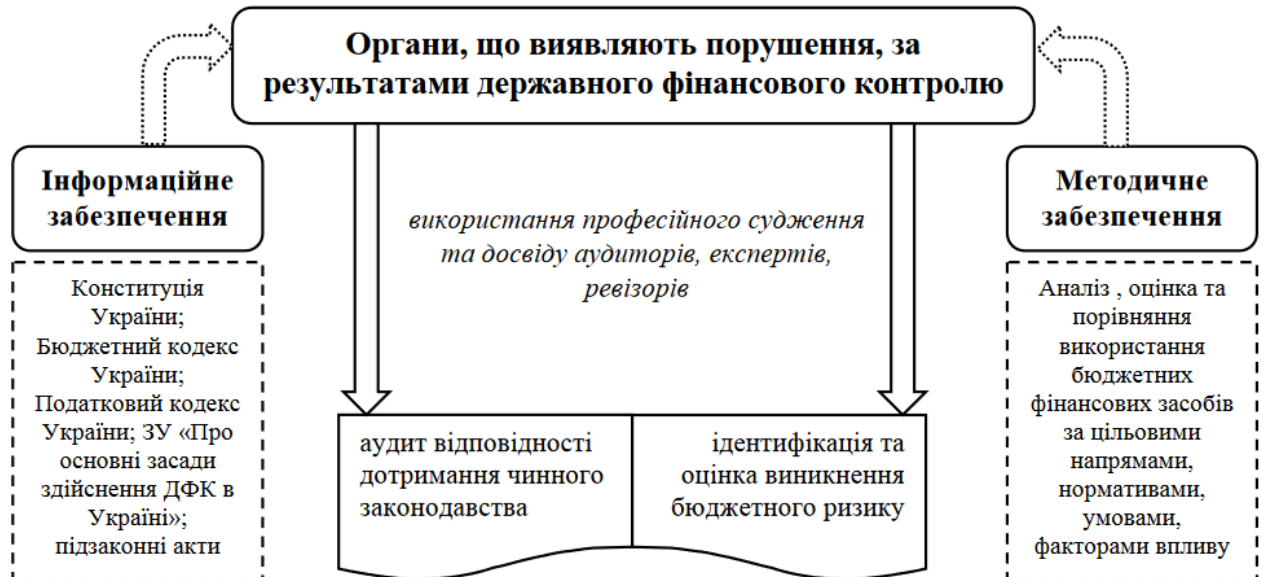 Органи, що виявляють порушення, за
результатами державного фінансового контролю
Інформаційне
забезпечення
Конституція
України;
Бюджетний кодекс
України;
Податковий кодекс
України; ЗУ «Про
основні засади
здійснення ДФК в
Україні»;
підзаконні акти
використання професійного судження
та досвіду аудиторів, експертів,
ревізорів
аудит відповідності
дотримання чинного
законодавства
ідентифікація та
оцінка виникнення
бюджетного ризику
Методичне
забезпечення
Аналіз , оцінка та
порівняння
використання
бюджетних
фінансових засобів
за цільовими
напрямами,
нормативами,
умовами,
факторами впливу